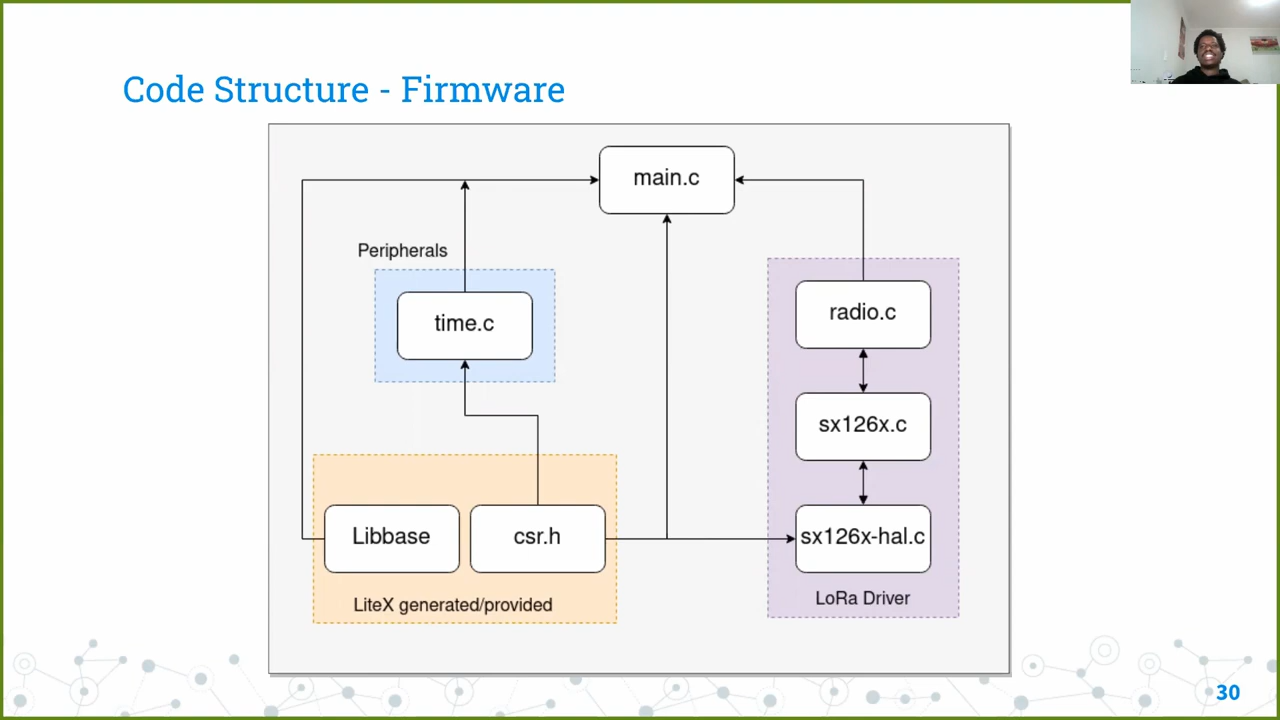 Code Structure - Firmware
main.c
Peripherals
time.c
radio.c
sx126x.c
Libbase
csr.h
sx126x-hal.c
LiteX generated/provided
LoRa Driver
30